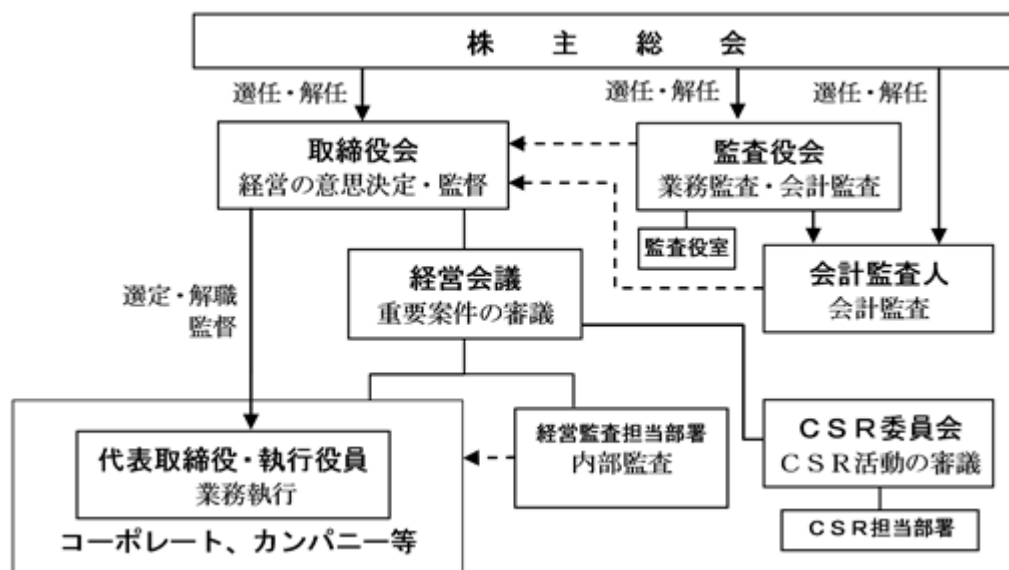 株主総会
選任・解任
選任・解任
選任・解任
取締役会
経営の意思決定・監督
監査役会
業務監査・会計監査
監査役室
経営会議
重要案件の審議
会計監査人
会計監査
選定・解職
監督
代表取締役・執行役員
業務執行
コーポレート、カンパニー等
経営監査担当部署
内部監査
ＣＳＲ委員会
ＣＳＲ活動の審議
ＣＳＲ担当部署